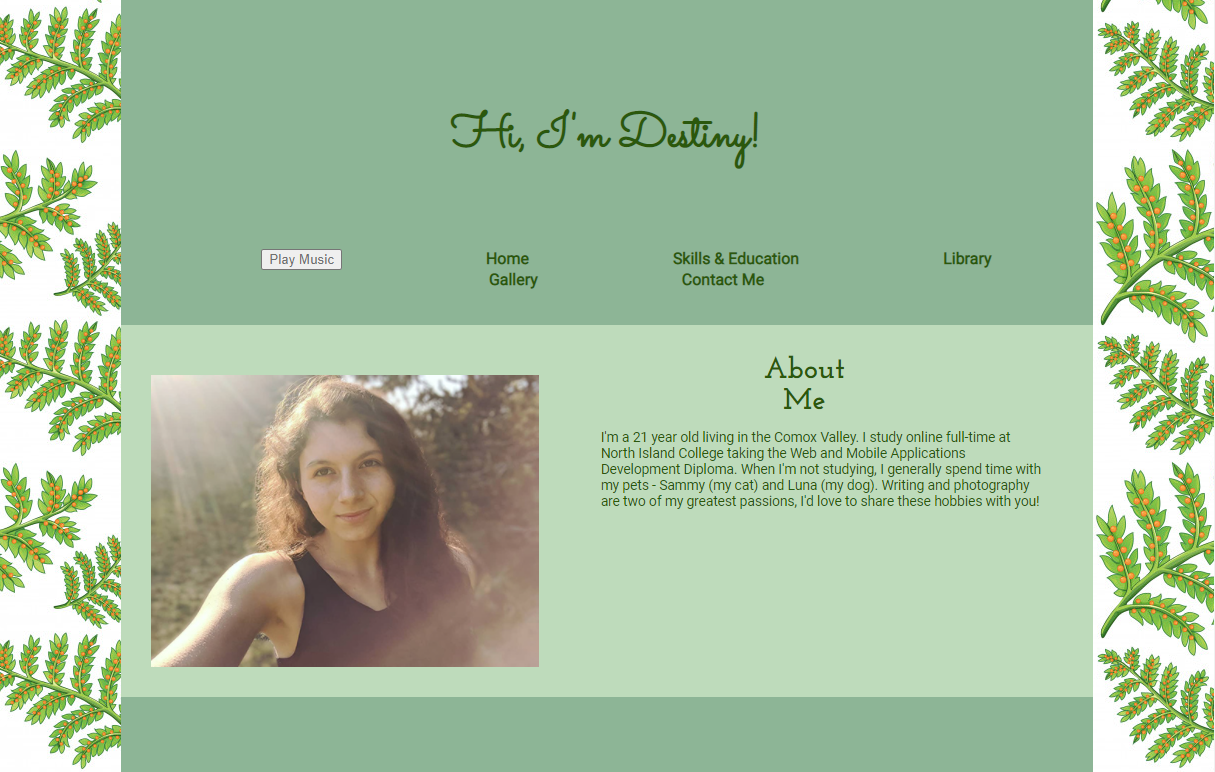 Hi, I'm Destiny!
Play Music Home Skills & Education Library
Gallery Contact Me
About
Me
I'm a 21 year old living in the Comox Valley. I study online full-time at
North Island College taking the Web and Mobile Applications
Development Diploma. When I'm not studying, I generally spend time with
my pets - Sammy (my cat) and Luna (my dog). Writing and photography
are two of my greatest passions, I'd love to share these hobbies with you!